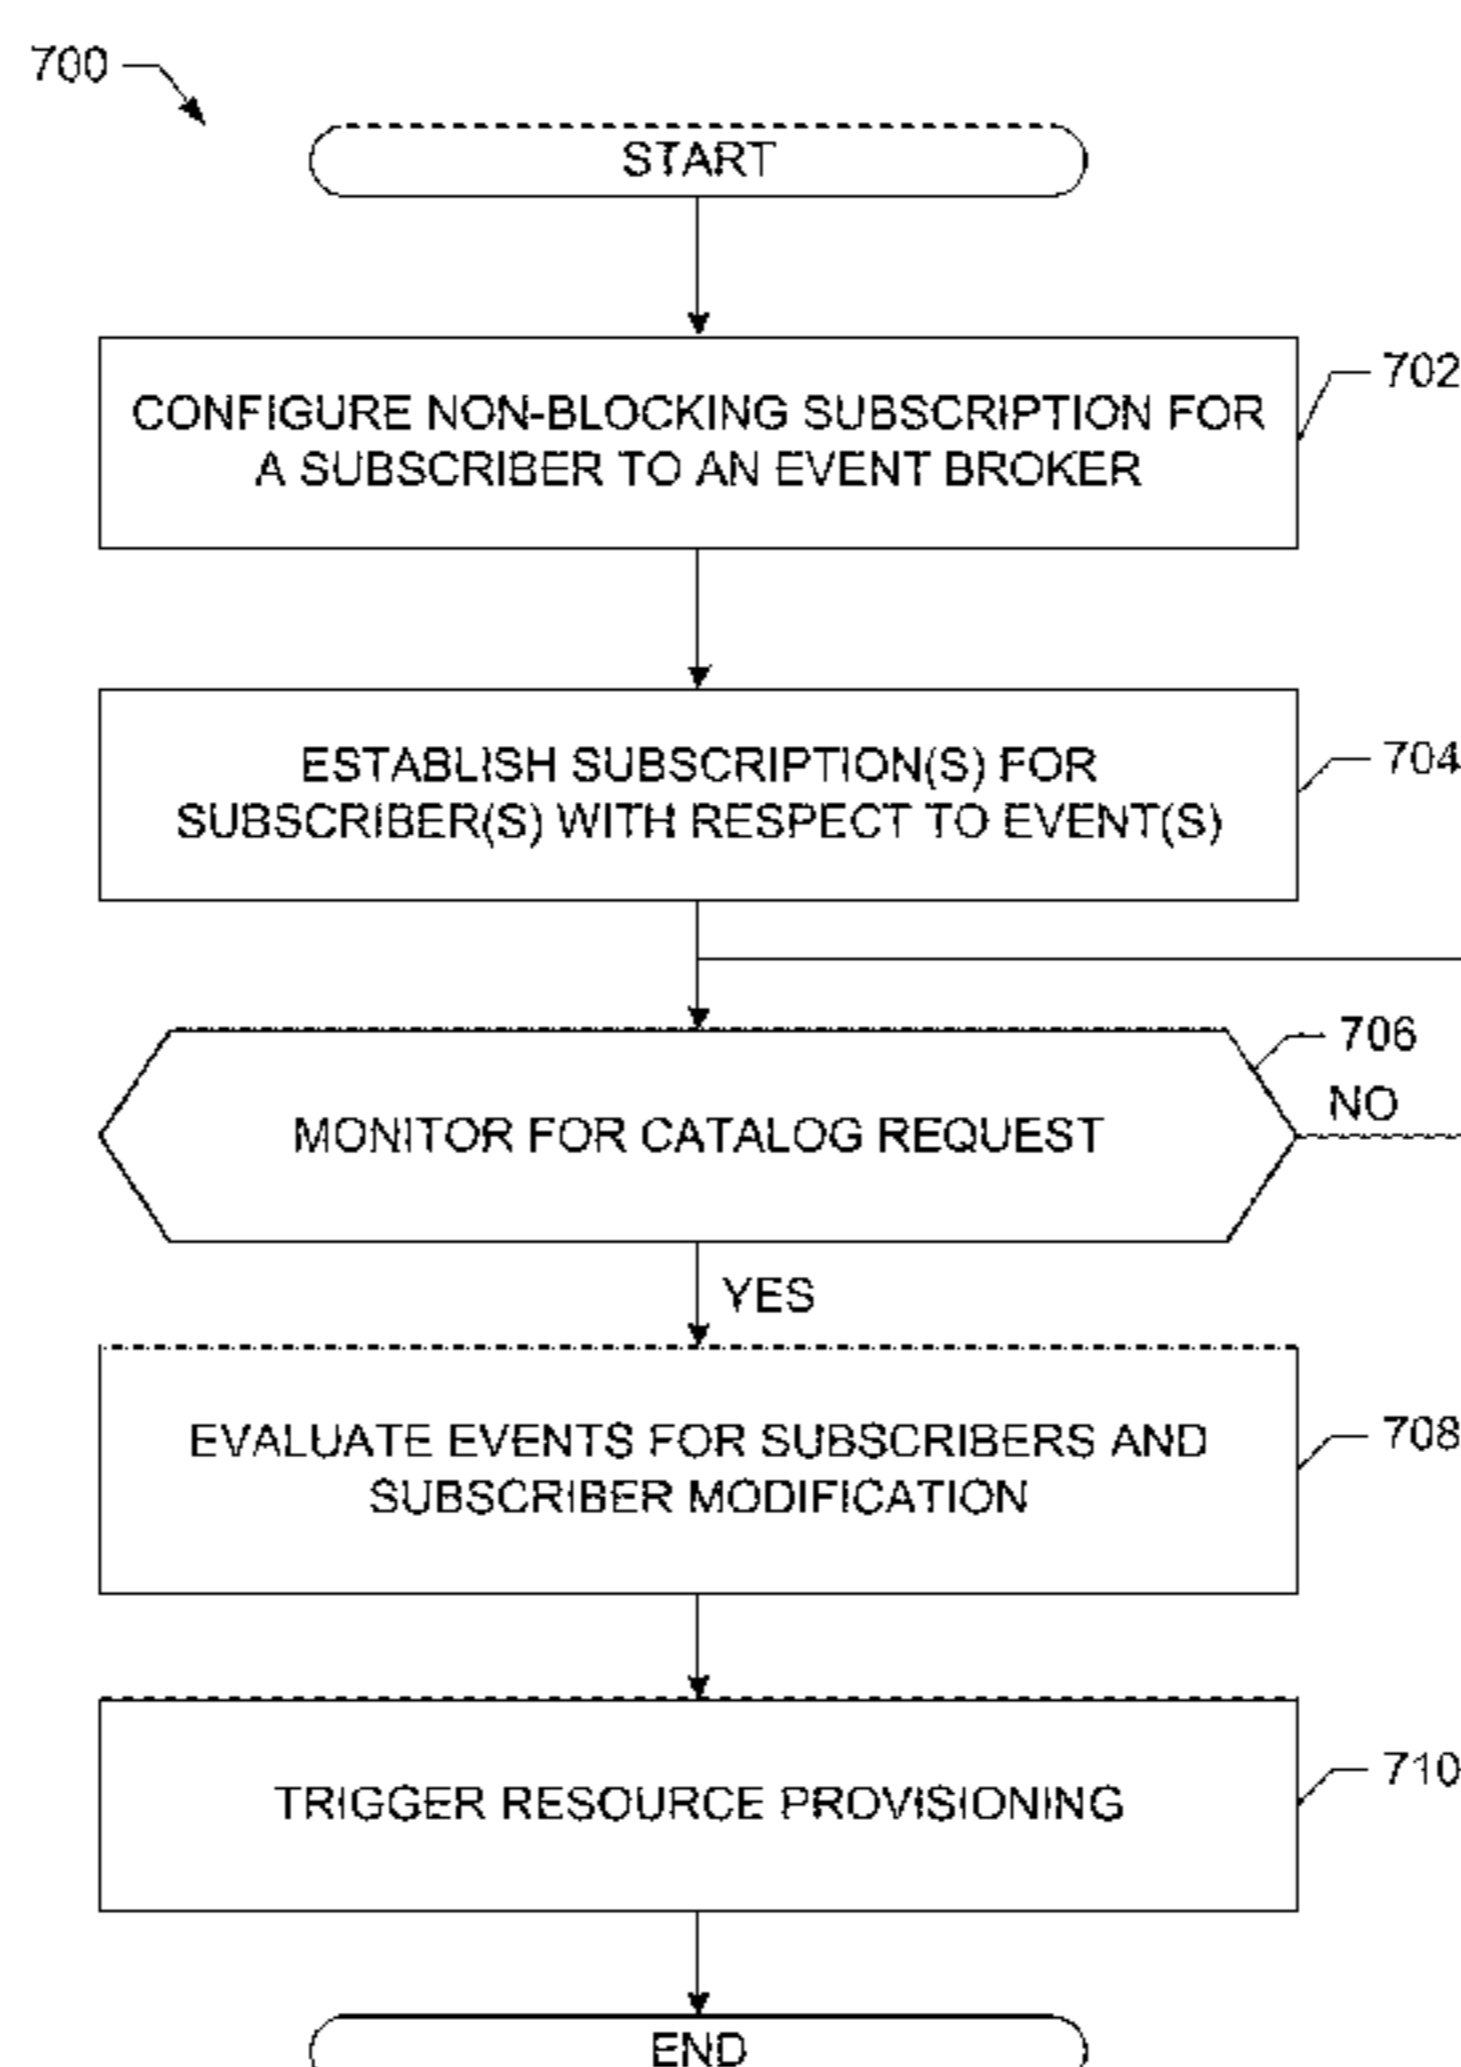 700
START
CONFIGURE NON-BLOCKING SUBSCRIPTION FOR
A SUBSCRIBER TO AN EVENT BROKER
702
ESTABLISH SUBSCRIPTION(S) FOR
SUBSCRIBER(S) WITH RESPECT TO EVENT(S)
704
706
NO
MONITOR FOR CATALOG REQUEST
YES
EVALUATE EVENTS FOR SUBSCRIBERS AND
SUBSCRIBER MODIFICATION
708
TRIGGER RESOURCE PROVISIONING
710
END